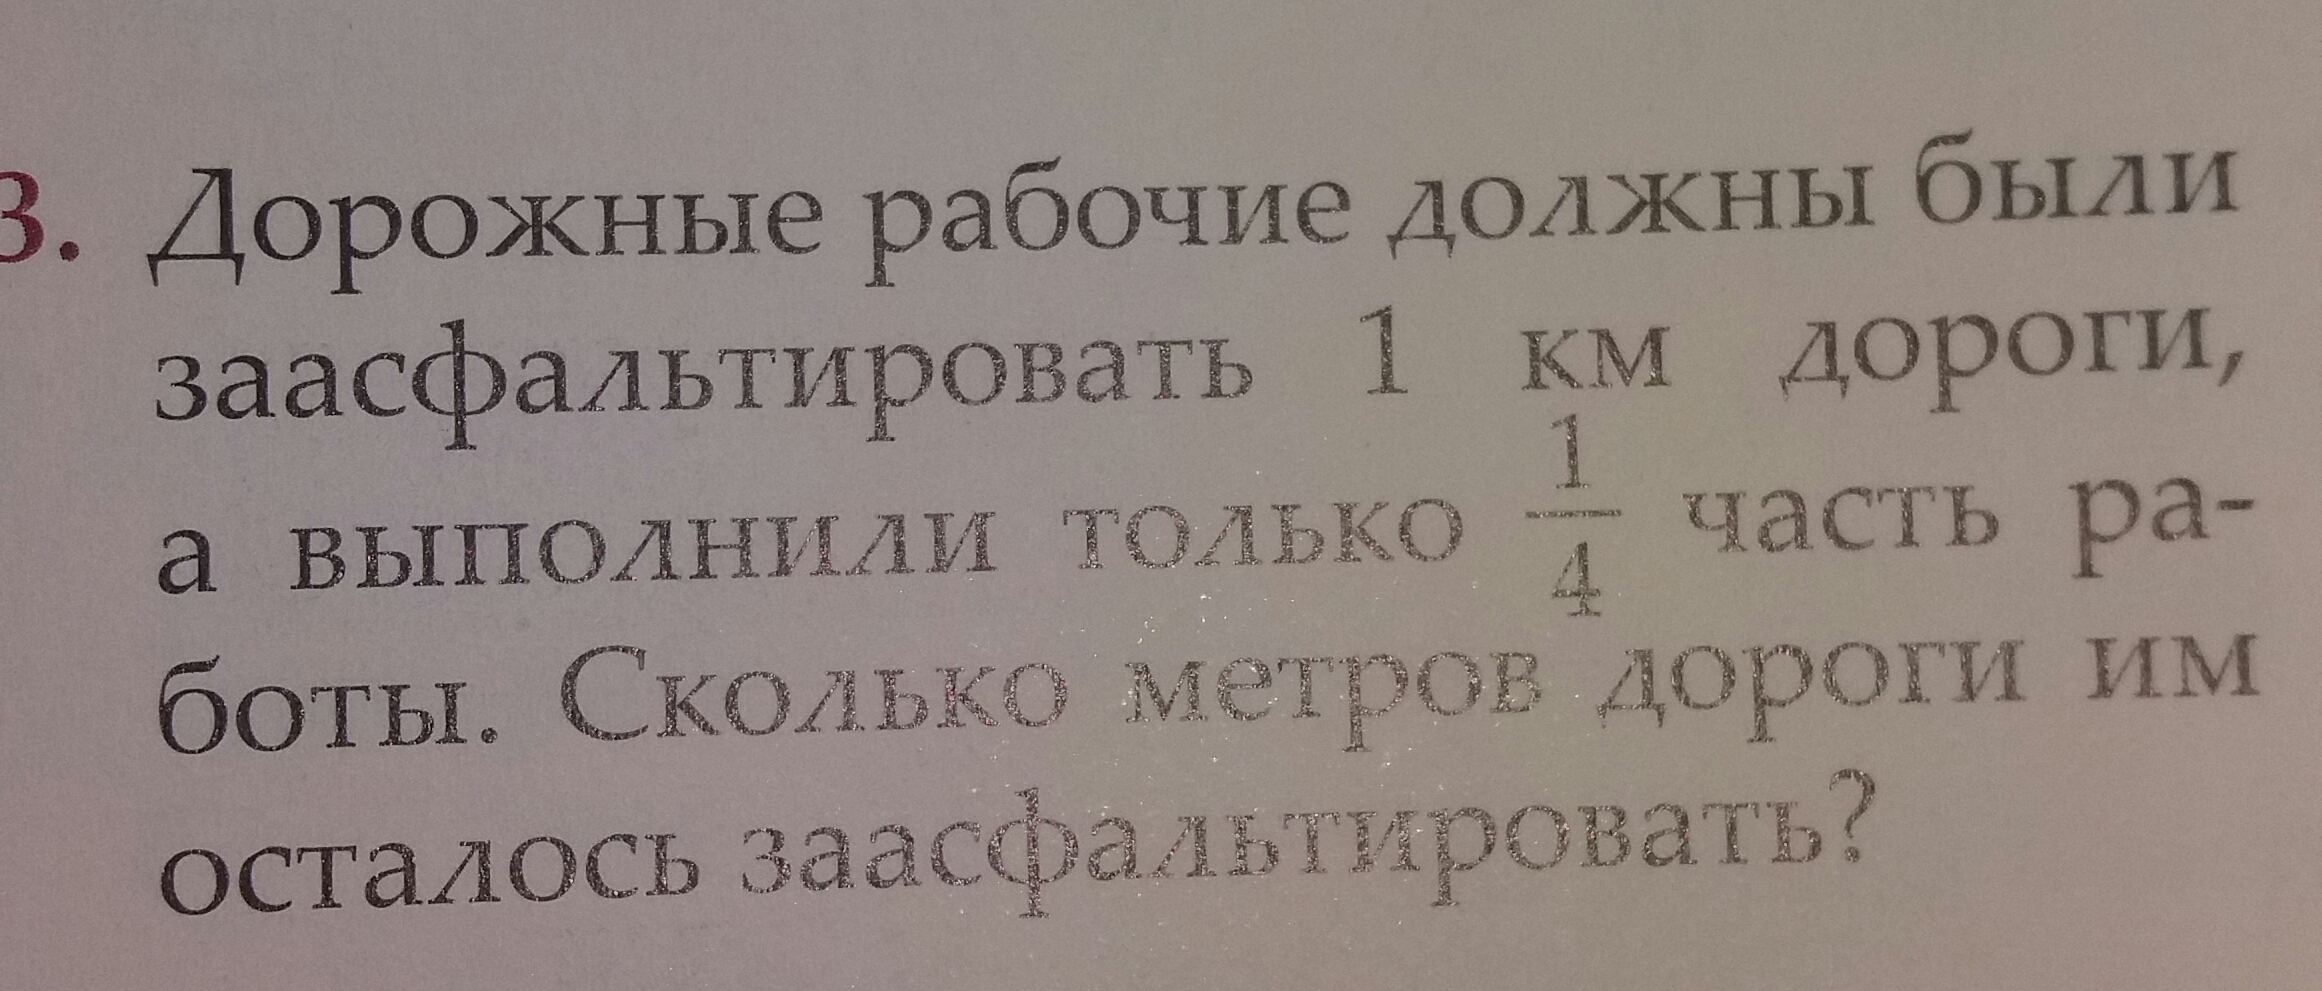 3. Дорожные рабочие должны были
заасфальтировать 1 км дороги,
а выполнили только 1/4 часть ра-
боты. Сколько метров дороги им
осталось заасфальтировать?